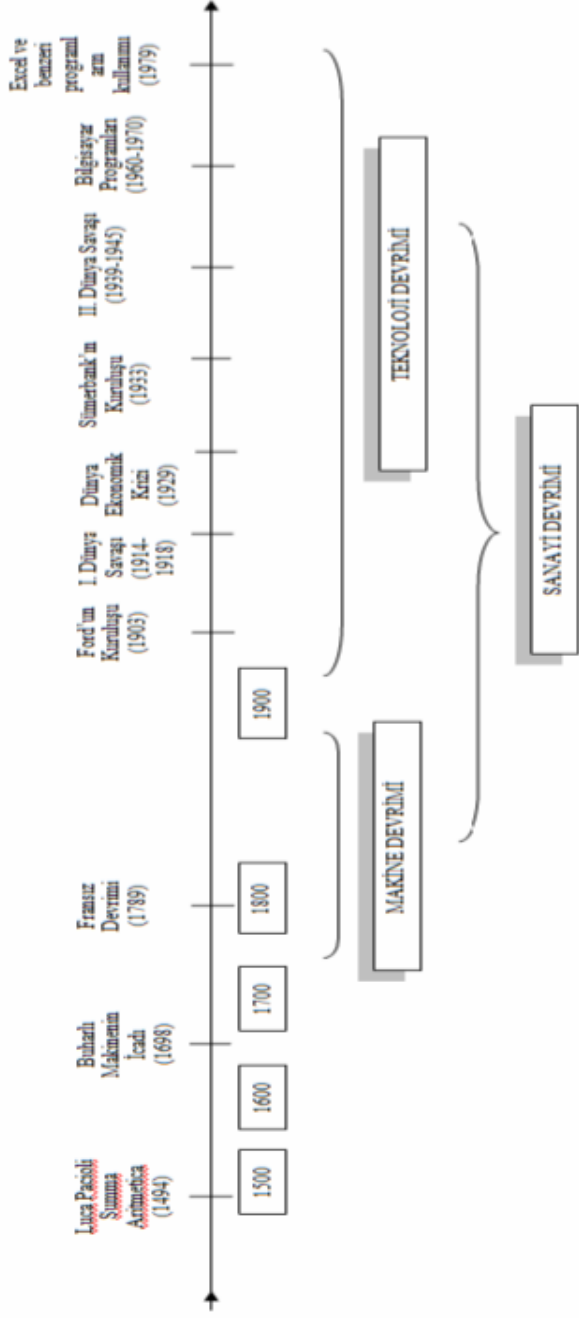 Luca Pacioli
Summa
Aritmetica
(1494)
Buharlı
Makinenin
İcadı
(1698)
Fransız
Devrimi
(1789)
Ford'un
Kuruluşu
(1903)
I. Dünya
Savaşı
(1914-
1918)
Dünya
Ekonomik
Krizi
(1929)
Sümerbank'ın
Kuruluşu
(1933)
II. Dünya Savaşı
(1939-1945)
Bilgisayar
Programları
(1960-1970)
Excel ve
benzeri
programl
arın
kullanımı
(1979)
1500
1600
1700
1800
1900
MAKİNE DEVRİMİ
TEKNOLOJİ DEVRİMİ
SANAYİ DEVRİMİ